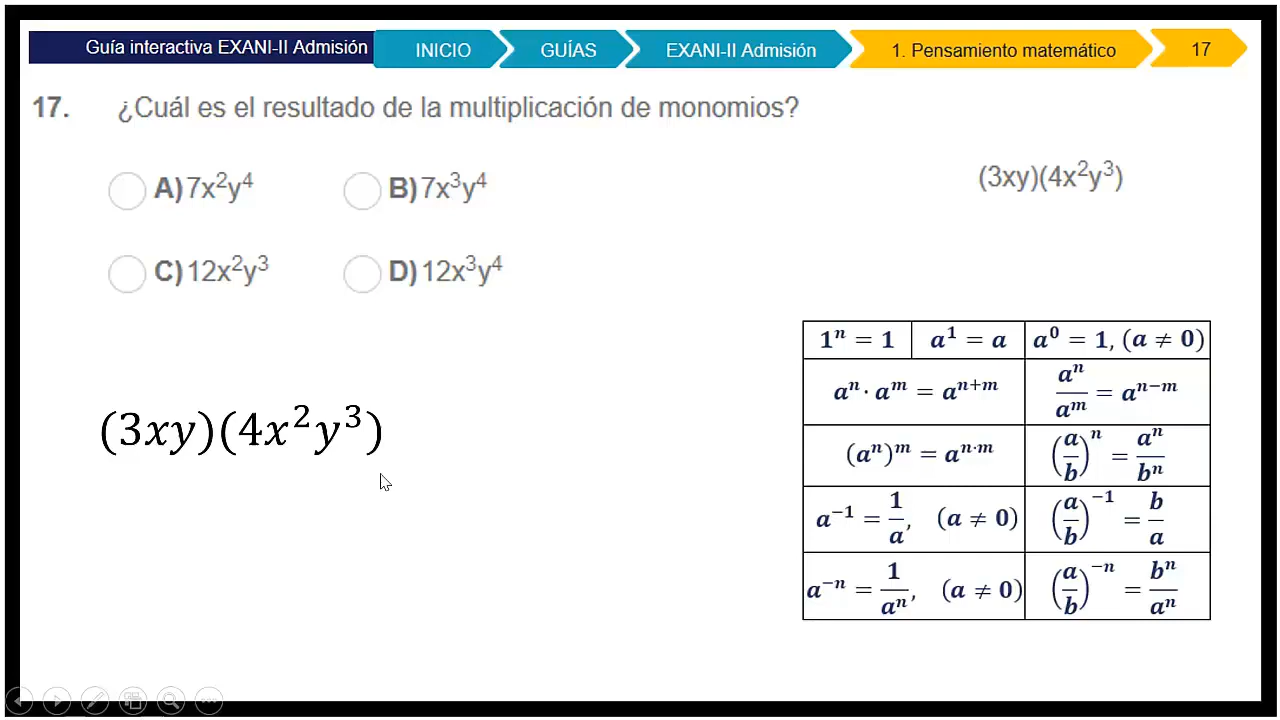 Guía interactiva EXANI-II Admisión INICIO GUÍAS EXANI-II Admisión 1. Pensamiento matemático 17
17. ¿Cuál es el resultado de la multiplicación de monomios?
(3xy)(4x²y³)
A) 7x²y⁴ B) 7x³y⁴
C) 12x²y³ D) 12x³y⁴
(3xy)(4x²y³)
1ⁿ = 1 a¹ = a a⁰ = 1, (a ≠ 0)
aⁿ · aᵐ = aⁿ⁺ᵐ aⁿ/aᵐ = aⁿ⁻ᵐ
(aⁿ)ᵐ = aⁿ·ᵐ (a/b)ⁿ = aⁿ/bⁿ
a⁻¹ = 1/a, (a ≠ 0) (a/b)⁻¹ = b/a
a⁻ⁿ = 1/aⁿ, (a ≠ 0) (a/b)⁻ⁿ = bⁿ/aⁿ